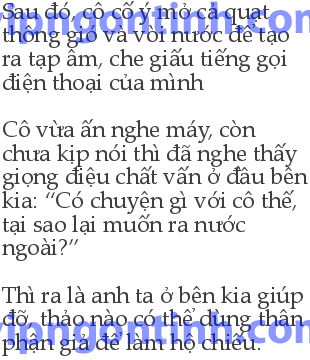 Sau đó, cô cố ý mở cả quạt
thông gió và vòi nước để tạo
ra tạp âm, che giấu tiếng gọi
điện thoại của mình
Cô vừa ấn nghe máy, còn
chưa kịp nói thì đã nghe thấy
giọng điệu chất vấn ở đầu bên
kia: “Có chuyện gì với cô thế,
tại sao lại muốn ra nước
ngoài?”
Thì ra là anh ta ở bên kia giúp
đỡ, thảo nào có thể dùng thân
phận giả để làm hộ chiếu.